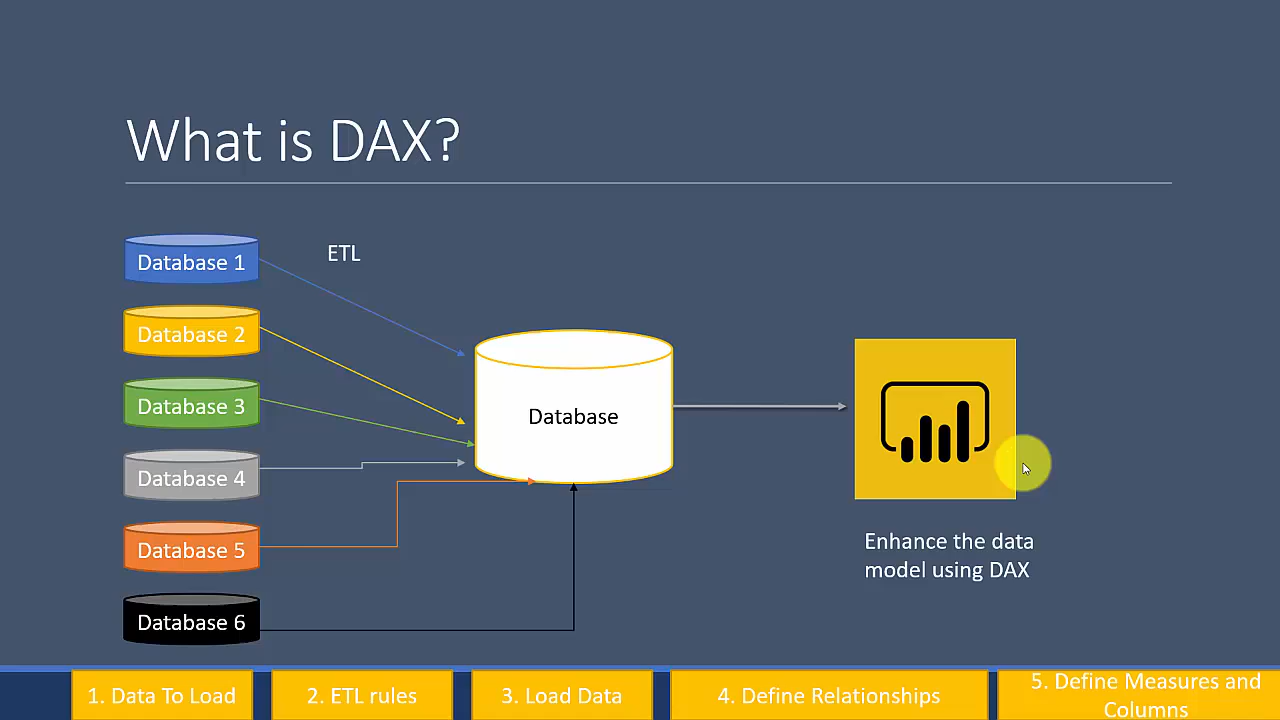 What is DAX?
ETL
Database 1
Database 2
Database 3
Database 4
Database 5
Database 6
Database
Enhance the data
model using DAX
1. Data To Load
2. ETL rules
3. Load Data
4. Define Relationships
5. Define Measures and
Columns